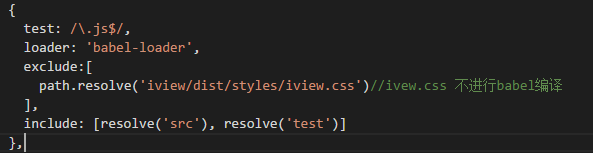 {
  test: /\.js$/,
  loader: 'babel-loader',
  exclude:[
    path.resolve('iview/dist/styles/iview.css')//ivew.css 不进行babel编译
  ],
  include: [resolve('src'), resolve('test')]
},